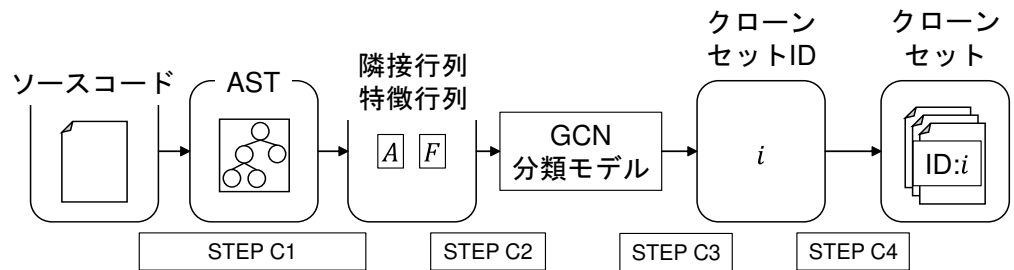 ソースコード
AST
隣接行列
特徴行列
A F
GCN
分類モデル
クローン
セットID
i
クローン
セット
ID:i
STEP C1
STEP C2
STEP C3
STEP C4